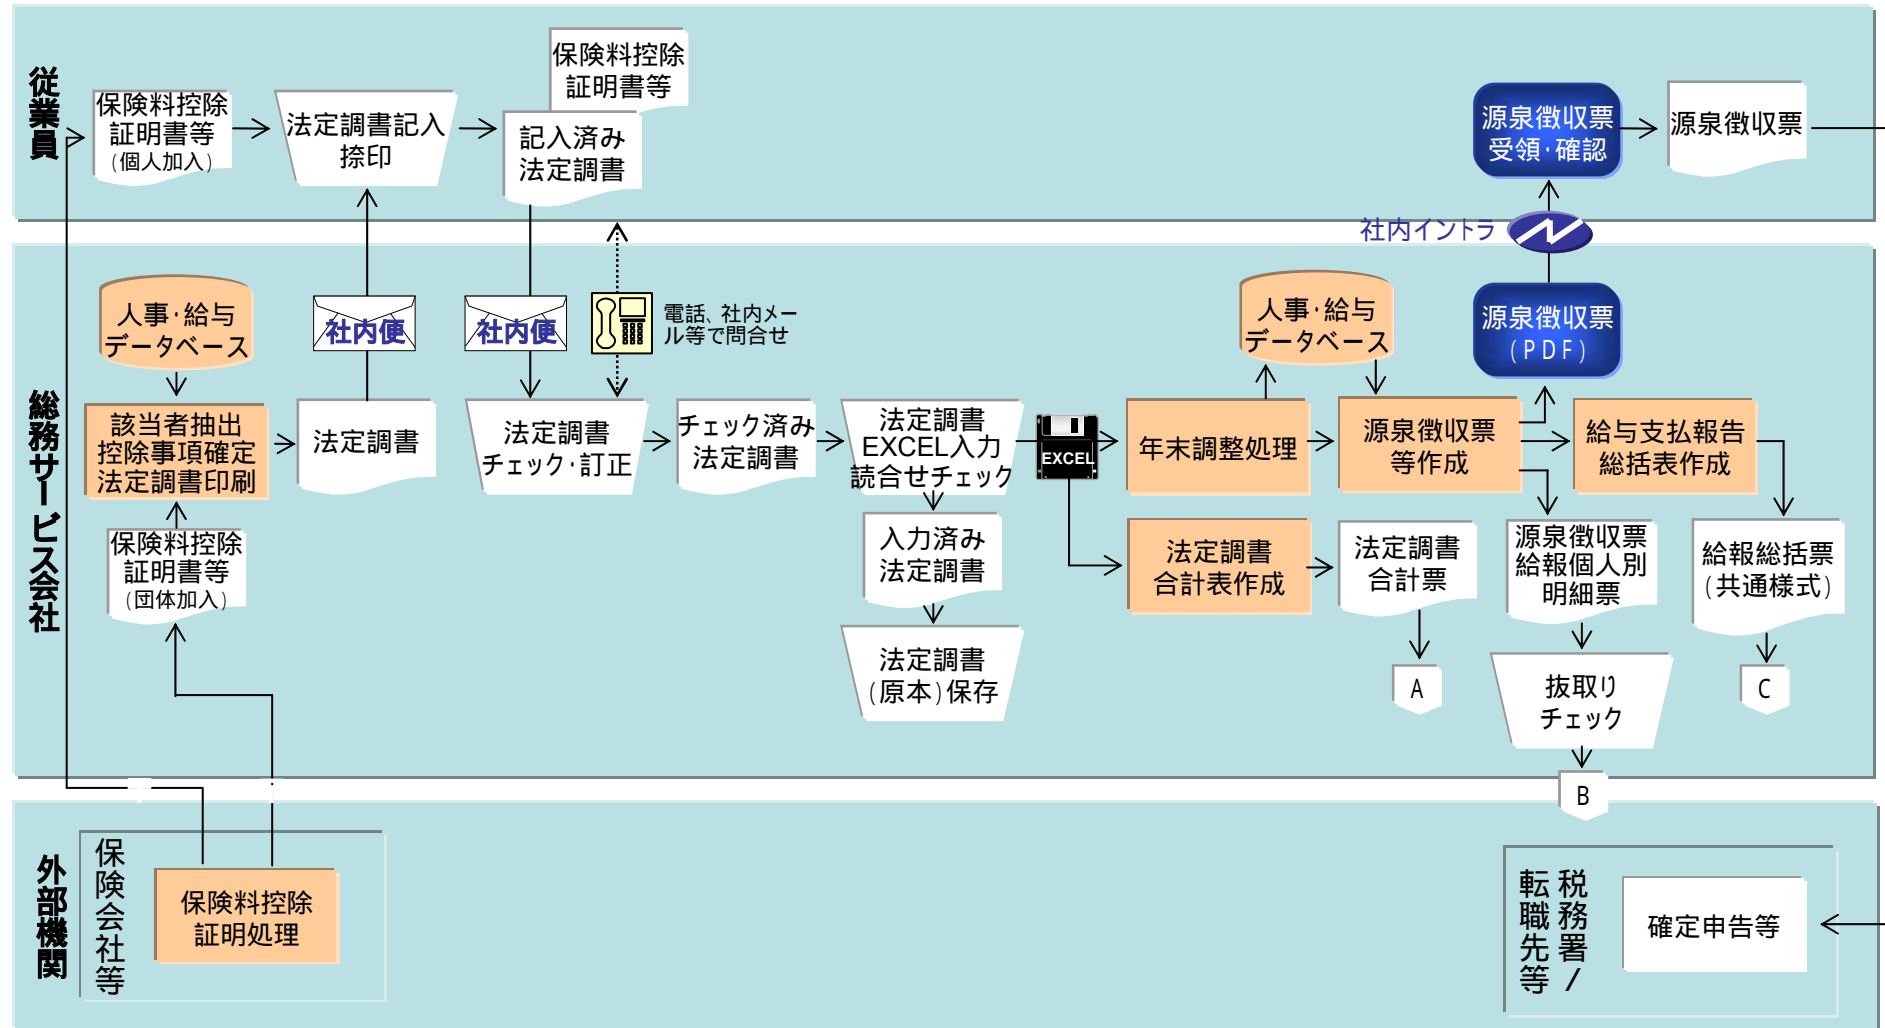 従業員
保険料控除
証明書等
(個人加入)
法定調書記入
捺印
保険料控除
証明書等
記入済み
法定調書
源泉徴収票
受領・確認
源泉徴収票
社内イントラ
総務サービス会社
人事・給与
データベース
社内便
社内便
電話、社内メー
ル等で問合せ
人事・給与
データベース
源泉徴収票
(PDF)
該当者抽出
控除事項確定
法定調書印刷
法定調書
法定調書
チェック・訂正
チェック済み
法定調書
法定調書
EXCEL入力
読合せチェック
EXCEL
年末調整処理
源泉徴収票
等作成
給与支払報告
総括表作成
保険料控除
証明書等
(団体加入)
入力済み
法定調書
法定調書
合計表作成
法定調書
合計票
源泉徴収票
給報個人別
明細票
給報総括票
(共通様式)
法定調書
(原本)保存
A
抜取り
チェック
C
B
外部機関
保険会社等
保険料控除
証明処理
税務署/
転職先等
確定申告等